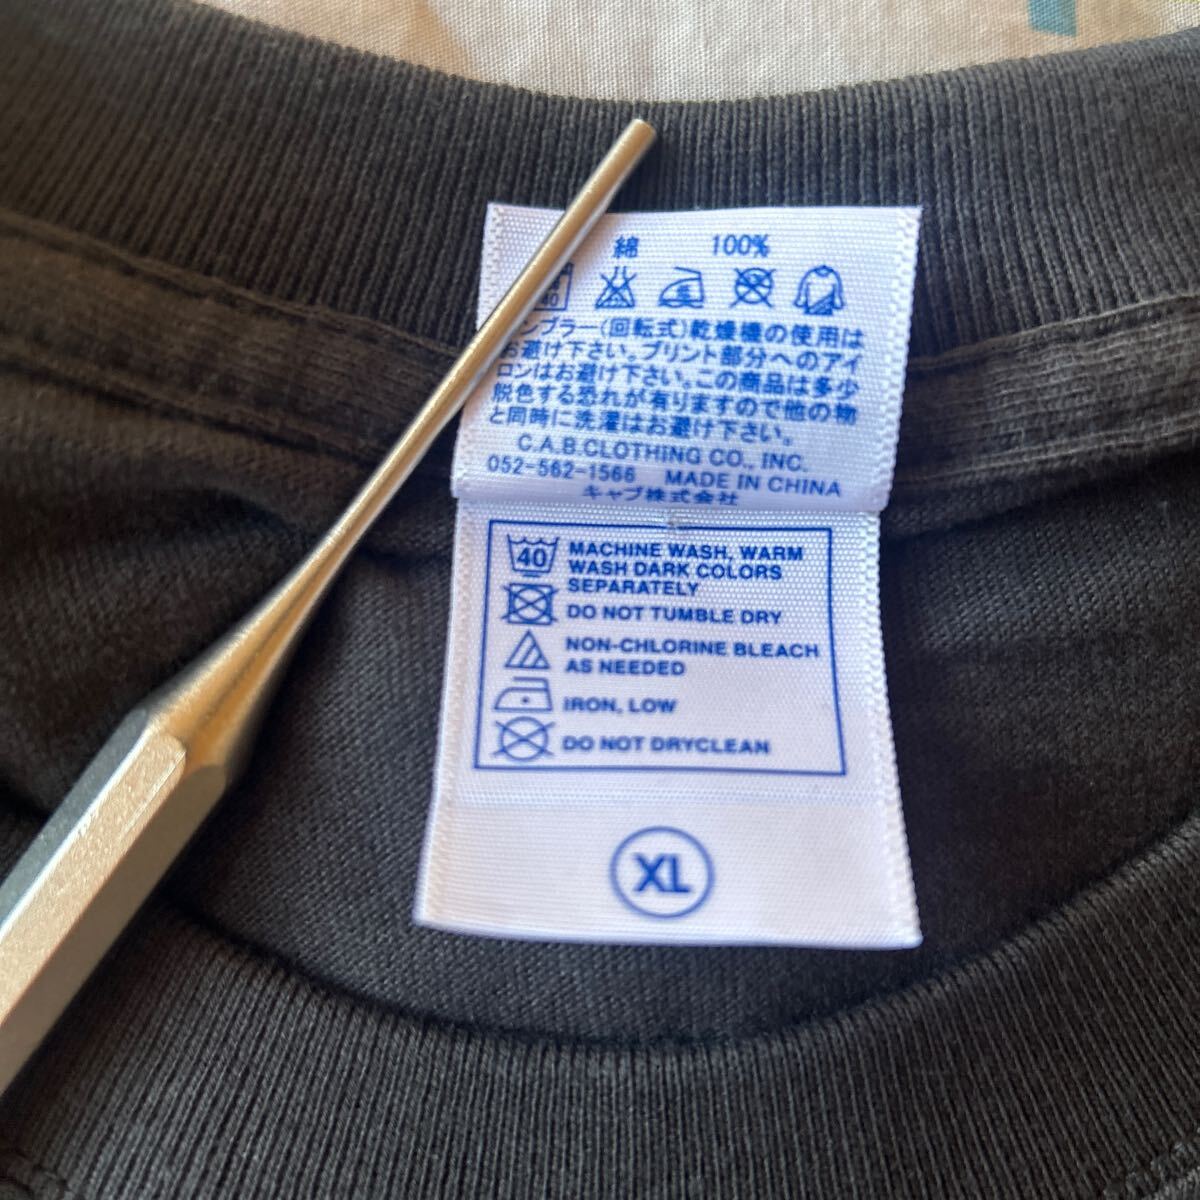 綿 100%
40
ンブラー(回転式)乾燥機の使用は
お避け下さい。プリント部分へのアイ
ロンはお避け下さい。この商品は多少
脱色する恐れが有りますので他の物
と同時に洗濯はお避け下さい。
C.A.B.CLOTHING CO., INC.
052-562-1566 MADE IN CHINA
キャブ株式会社
40 MACHINE WASH, WARM
WASH DARK COLORS
SEPARATELY
DO NOT TUMBLE DRY
NON-CHLORINE BLEACH
AS NEEDED
IRON, LOW
DO NOT DRYCLEAN
XL